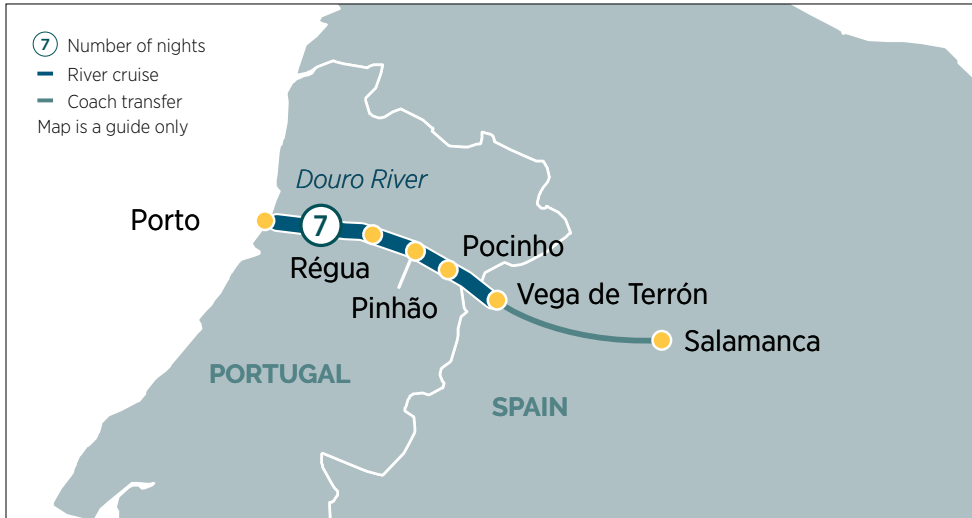 7 Number of nights
River cruise
Coach transfer
Map is a guide only
Douro River
Porto
7
Régua
Pinhão
Pocinho
Vega de Terrón
Salamanca
PORTUGAL
SPAIN